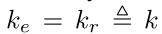 k_e = k_r ≜ k